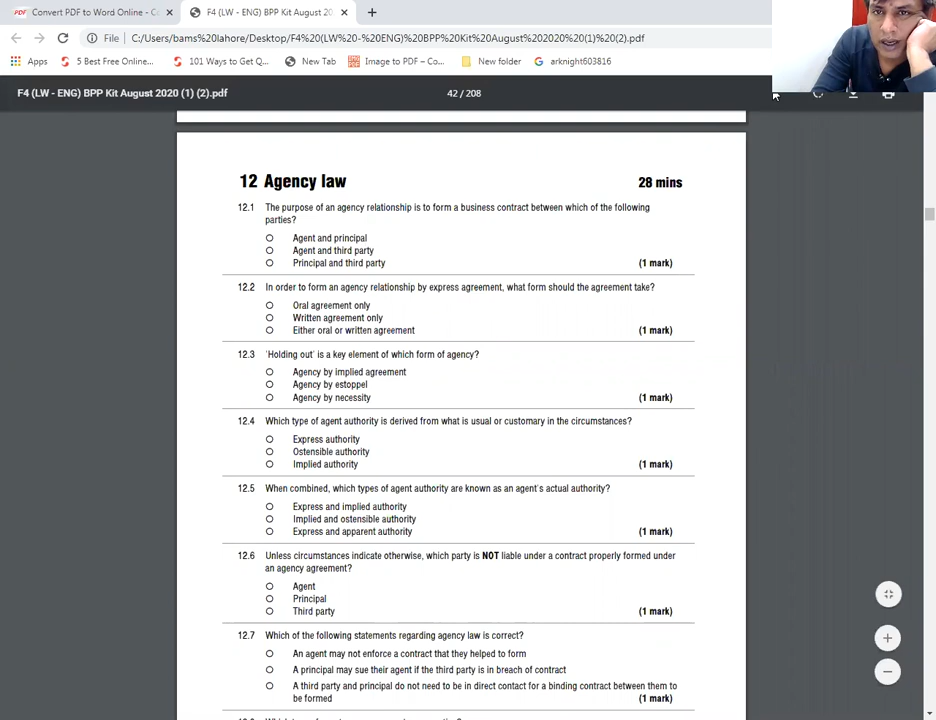 PDF Convert PDF to Word Online - Co
F4 (LW - ENG) BPP Kit August 20
File C:/Users/bams%20lahore/Desktop/F4%20(LW%20-%20ENG)%20BPP%20Kit%20August%202020%20(1)%20(2).pdf
Apps 5 Best Free Online... 101 Ways to Get Q... New Tab Image to PDF – Co... New folder arknight603816
F4 (LW - ENG) BPP Kit August 2020 (1) (2).pdf 42 / 208
12 Agency law 28 mins
12.1 The purpose of an agency relationship is to form a business contract between which of the following
parties?
Agent and principal
Agent and third party
Principal and third party (1 mark)
12.2 In order to form an agency relationship by express agreement, what form should the agreement take?
Oral agreement only
Written agreement only
Either oral or written agreement (1 mark)
12.3 'Holding out' is a key element of which form of agency?
Agency by implied agreement
Agency by estoppel
Agency by necessity (1 mark)
12.4 Which type of agent authority is derived from what is usual or customary in the circumstances?
Express authority
Ostensible authority
Implied authority (1 mark)
12.5 When combined, which types of agent authority are known as an agent's actual authority?
Express and implied authority
Implied and ostensible authority
Express and apparent authority (1 mark)
12.6 Unless circumstances indicate otherwise, which party is NOT liable under a contract properly formed under
an agency agreement?
Agent
Principal
Third party (1 mark)
12.7 Which of the following statements regarding agency law is correct?
An agent may not enforce a contract that they helped to form
A principal may sue their agent if the third party is in breach of contract
A third party and principal do not need to be in direct contact for a binding contract between them to
be formed (1 mark)